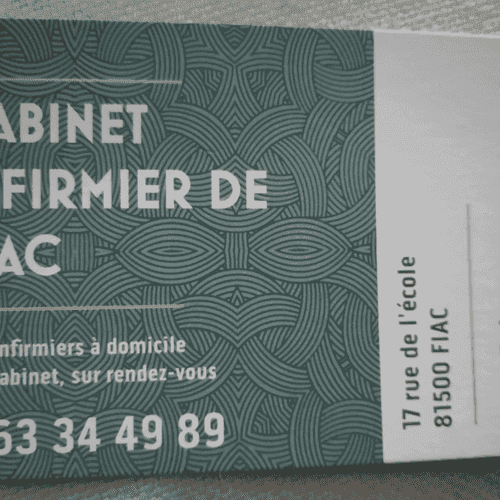 ABINET
FIRMIER DE
AC
nfirmiers à domicile
abinet, sur rendez-vous
63 34 49 89
17 rue de l'école
81500 FIAC